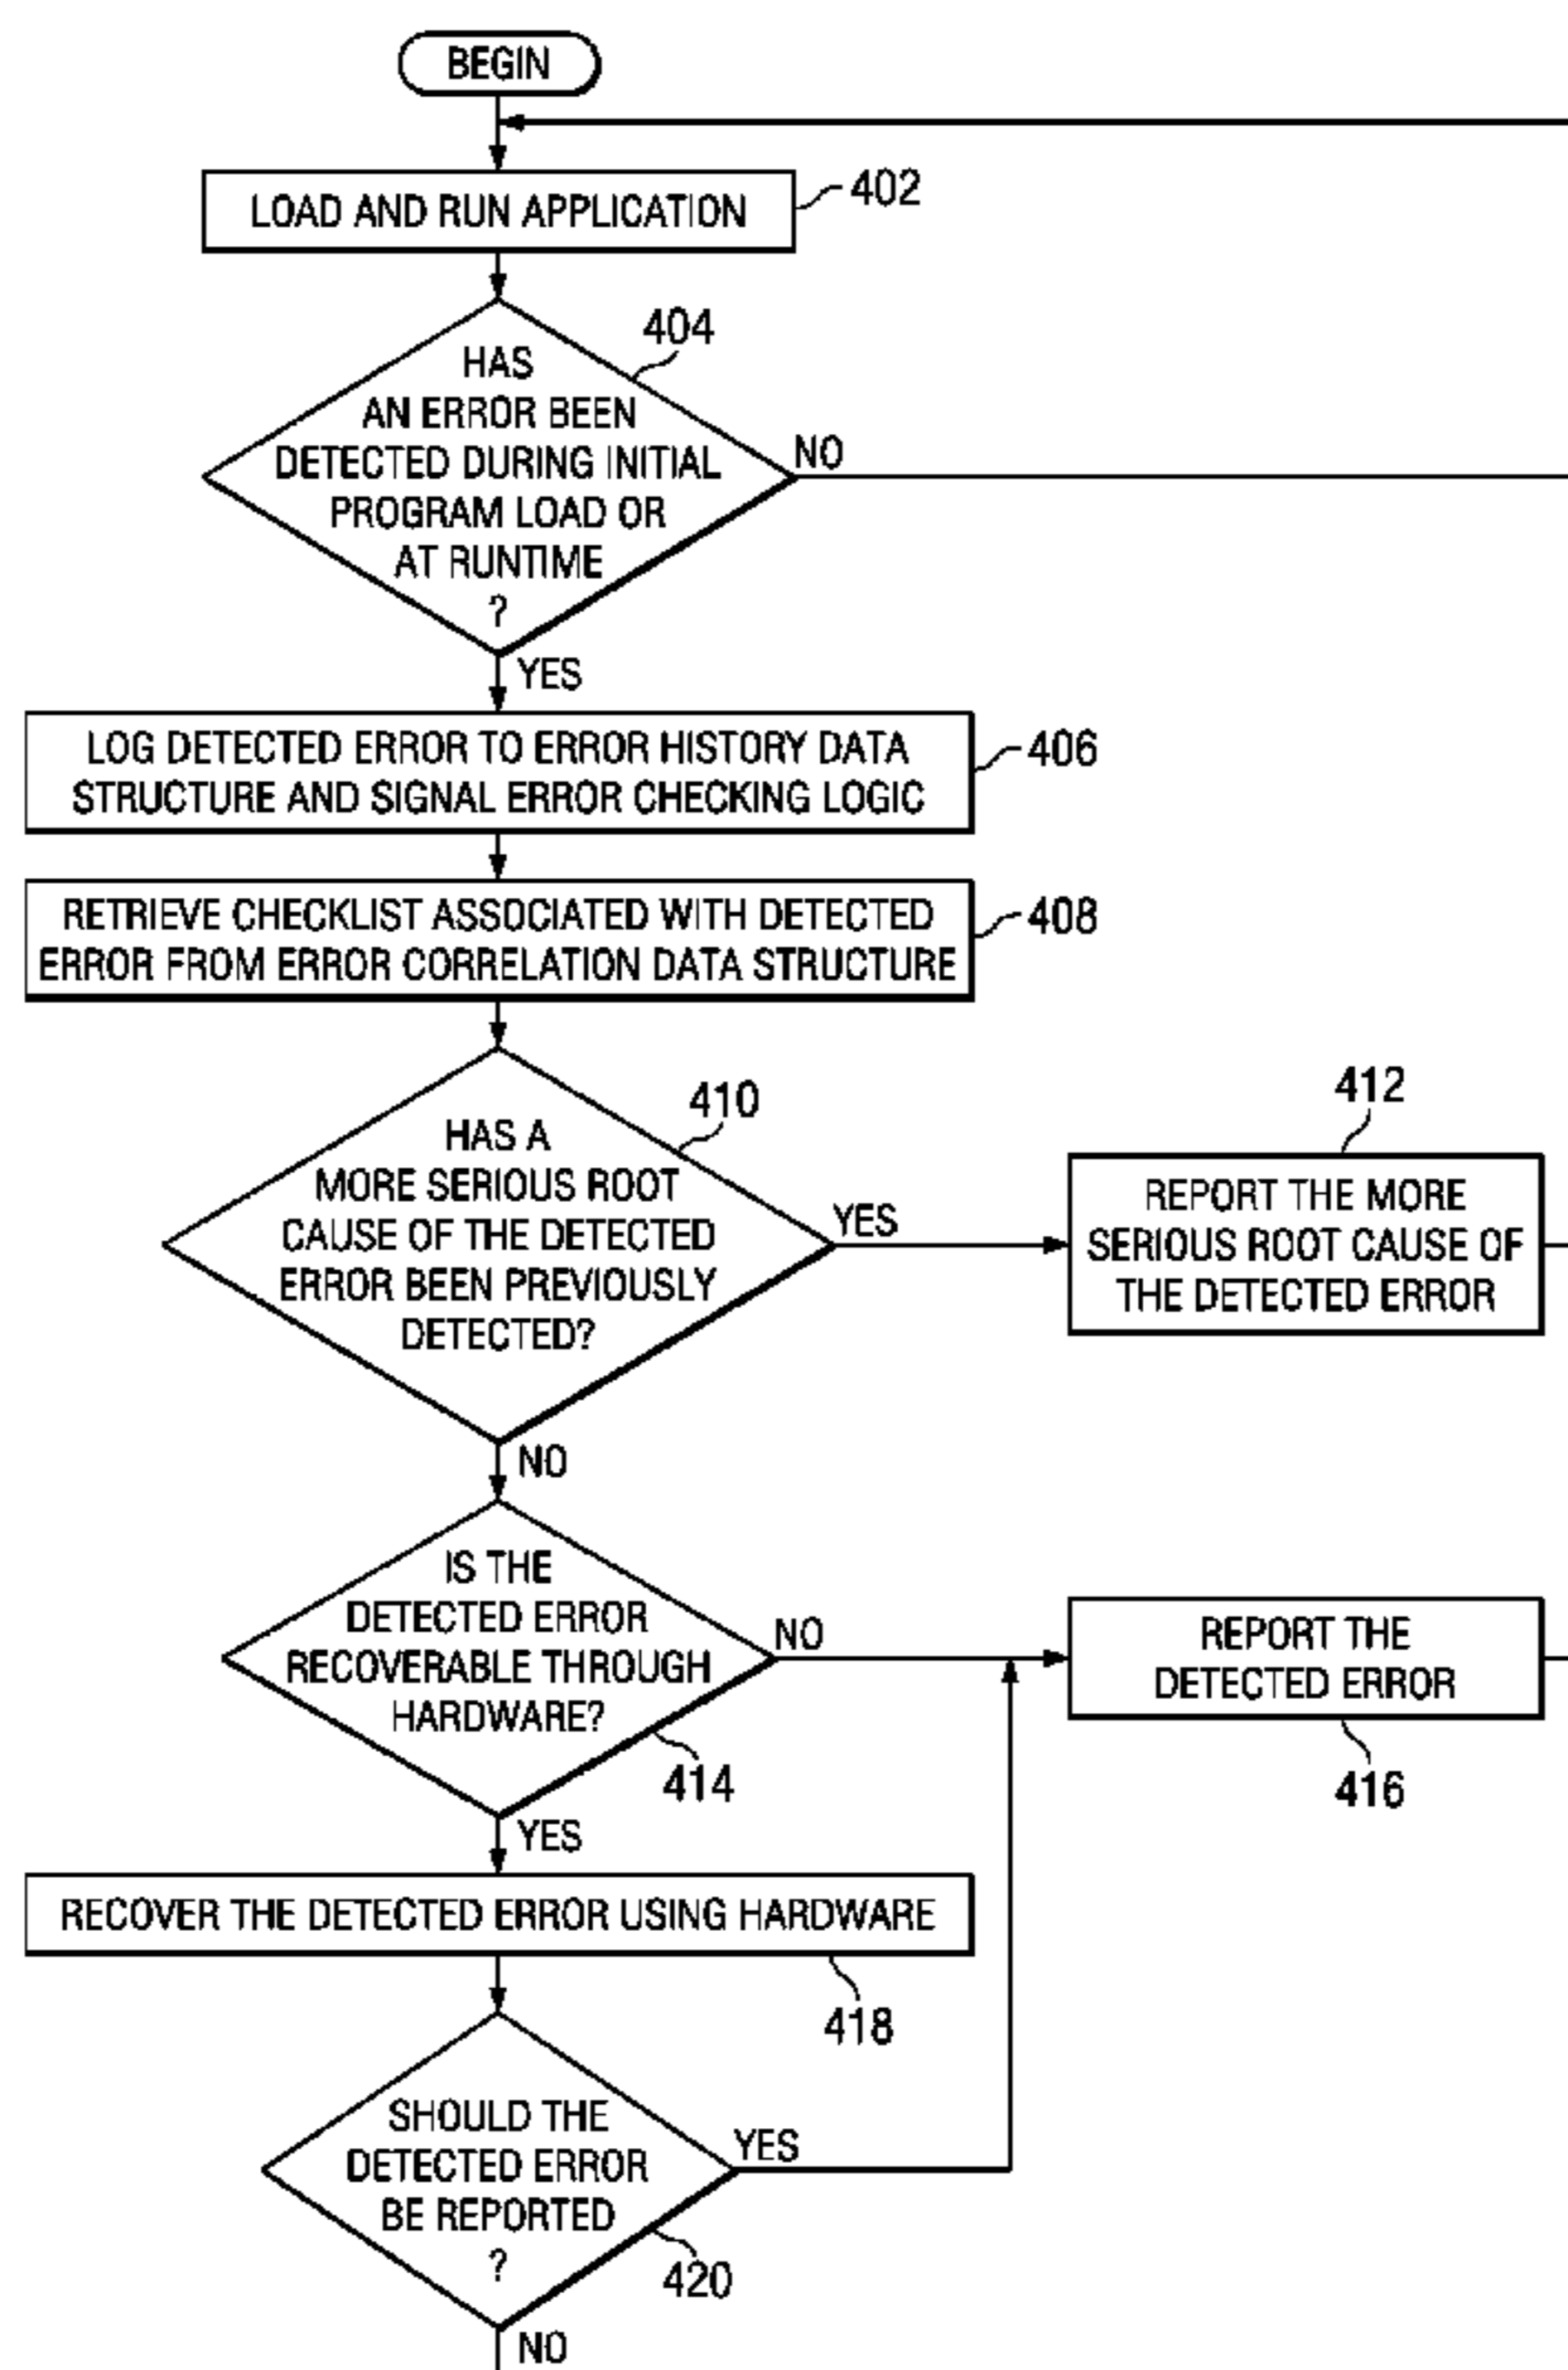 BEGIN
LOAD AND RUN APPLICATION
402
404
HAS
AN ERROR BEEN
DETECTED DURING INITIAL
PROGRAM LOAD OR
AT RUNTIME
?
NO
YES
LOG DETECTED ERROR TO ERROR HISTORY DATA
STRUCTURE AND SIGNAL ERROR CHECKING LOGIC
406
RETRIEVE CHECKLIST ASSOCIATED WITH DETECTED
ERROR FROM ERROR CORRELATION DATA STRUCTURE
408
410
HAS A
MORE SERIOUS ROOT
CAUSE OF THE DETECTED
ERROR BEEN PREVIOUSLY
DETECTED?
YES
412
REPORT THE MORE
SERIOUS ROOT CAUSE OF
THE DETECTED ERROR
NO
IS THE
DETECTED ERROR
RECOVERABLE THROUGH
HARDWARE?
NO
414
REPORT THE
DETECTED ERROR
416
YES
RECOVER THE DETECTED ERROR USING HARDWARE
418
SHOULD THE
DETECTED ERROR
BE REPORTED
?
YES
420
NO